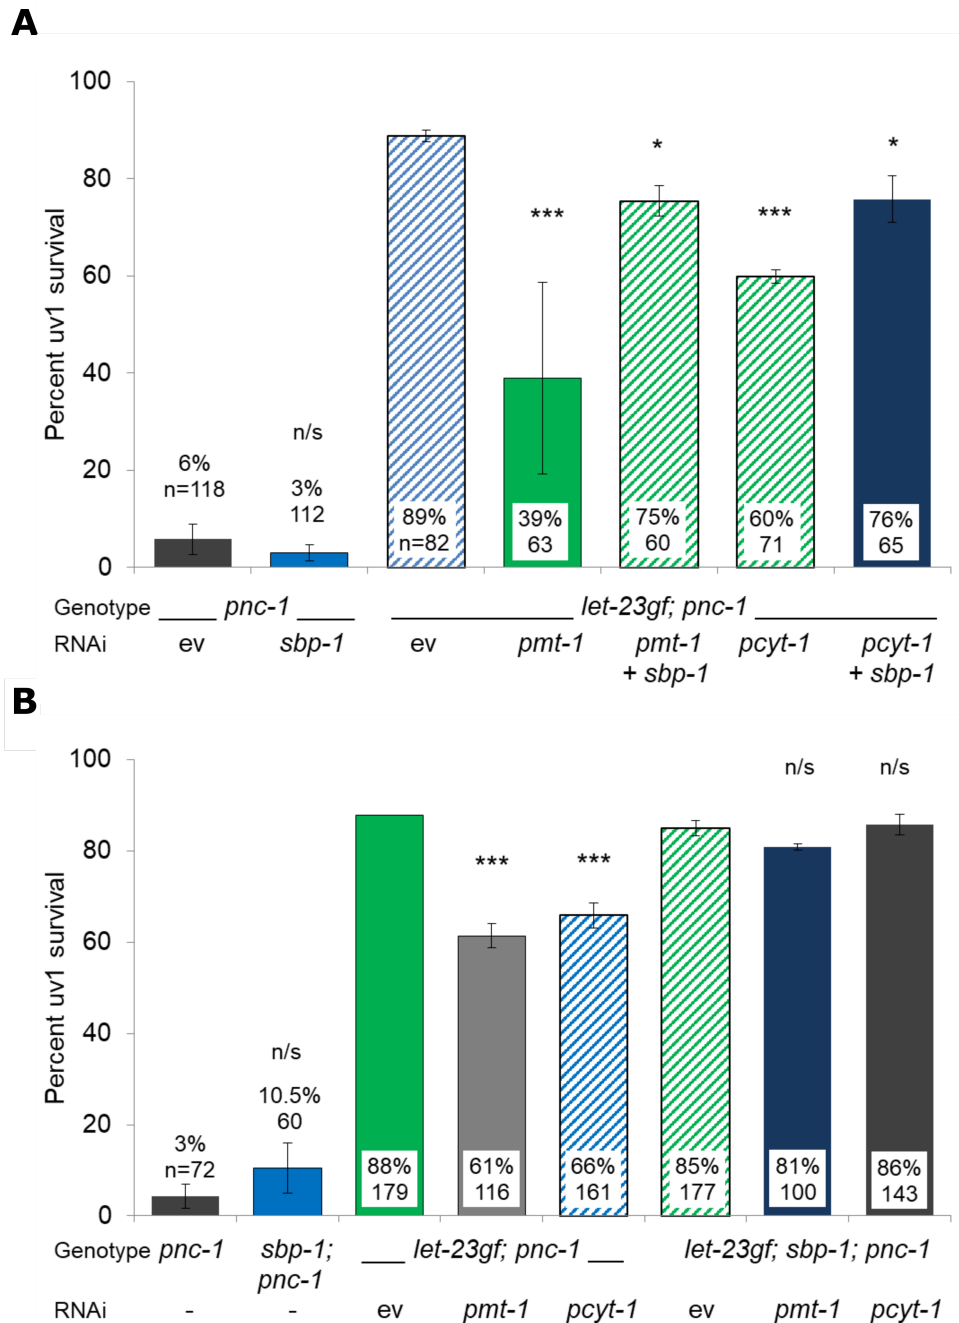 A
100
80
60
40
20
0
Percent uv1 survival
6%
n=118
n/s
3%
112
89%
n=82
***
39%
63
*
75%
60
***
60%
71
*
76%
65
Genotype pnc-1 let-23gf; pnc-1
RNAi ev sbp-1 ev pmt-1 pmt-1 pcyt-1 pcyt-1
+ sbp-1 + sbp-1
B
100
80
60
40
20
0
Percent uv1 survival
3%
n=72
n/s
10.5%
60
88%
179
***
61%
116
***
66%
161
85%
177
n/s
81%
100
n/s
86%
143
Genotype pnc-1 sbp-1; let-23gf; pnc-1 let-23gf; sbp-1; pnc-1
pnc-1
RNAi - - ev pmt-1 pcyt-1 ev pmt-1 pcyt-1